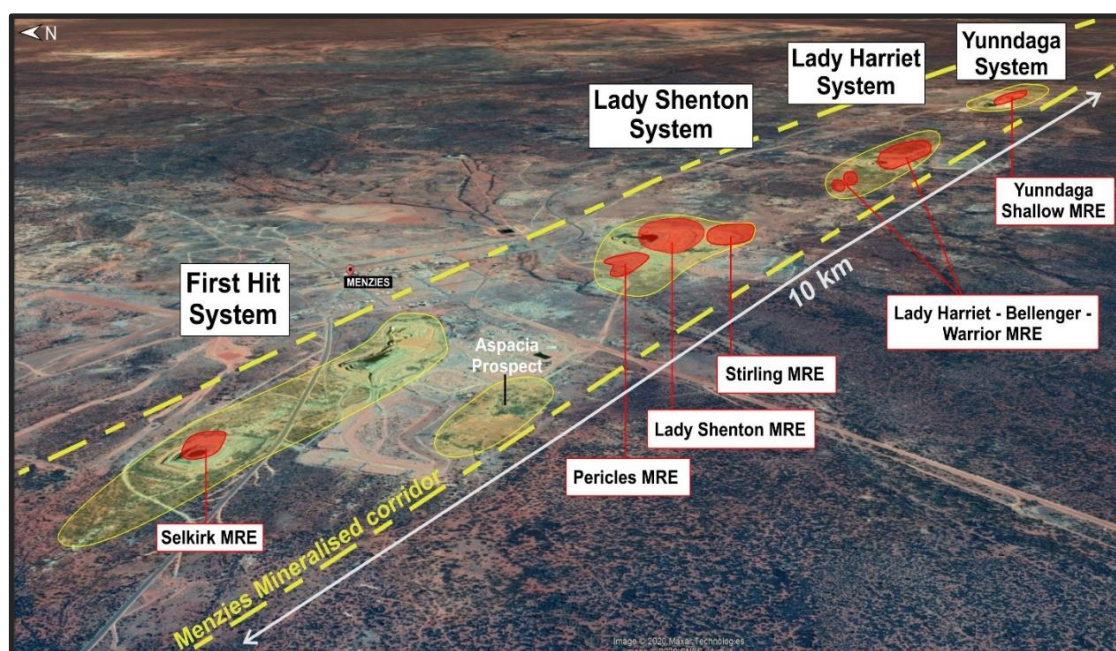 N
Yunndaga
System
Lady Harriet
System
Lady Shenton
System
First Hit
System
MENZIES
Aspacia
Prospect
10 km
Yunndaga
Shallow MRE
Lady Harriet - Bellenger -
Warrior MRE
Stirling MRE
Lady Shenton MRE
Pericles MRE
Selkirk MRE
Menzies Mineralised corridor
Image © 2020 Maxar Technologies